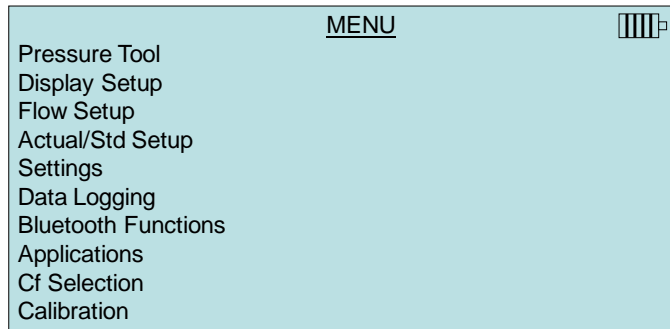 MENU
Pressure Tool
Display Setup
Flow Setup
Actual/Std Setup
Settings
Data Logging
Bluetooth Functions
Applications
Cf Selection
Calibration